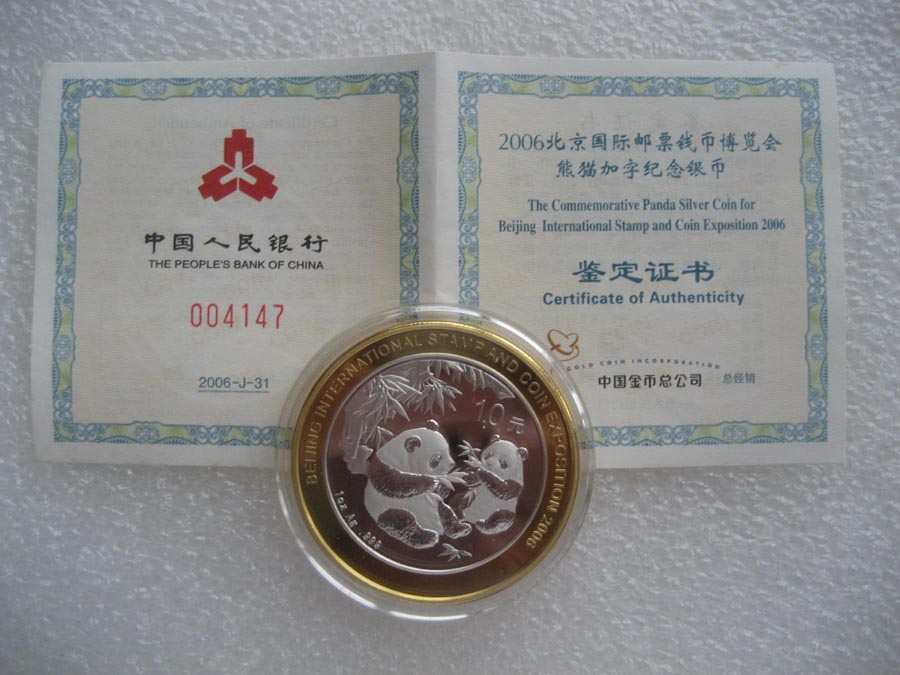 中国人民银行
THE PEOPLE'S BANK OF CHINA
004147
2006-J-31
2006北京国际邮票钱币博览会
熊猫加字纪念银币
The Commemorative Panda Silver Coin for
Beijing International Stamp and Coin Exposition 2006
鉴定证书
Certificate of Authenticity
GOLD COIN INCORPORATION
中国金币总公司 总经销
BEIJING INTERNATIONAL STAMP AND COIN EXPOSITION 2006
10元
1oz Ag .999